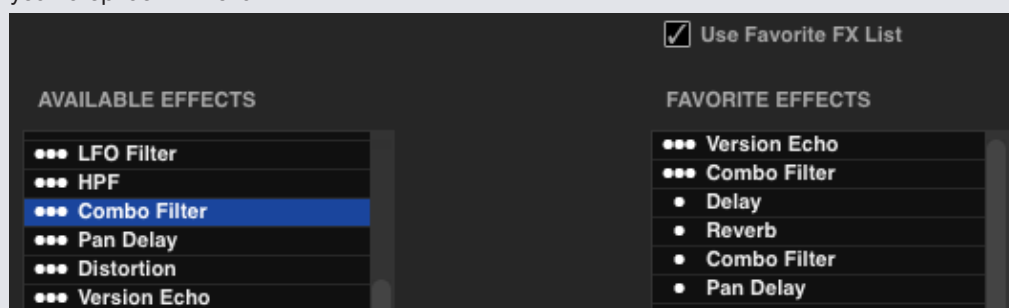 Use Favorite FX List
AVAILABLE EFFECTS
LFO Filter
HPF
Combo Filter
Pan Delay
Distortion
Version Echo
FAVORITE EFFECTS
Version Echo
Combo Filter
Delay
Reverb
Combo Filter
Pan Delay